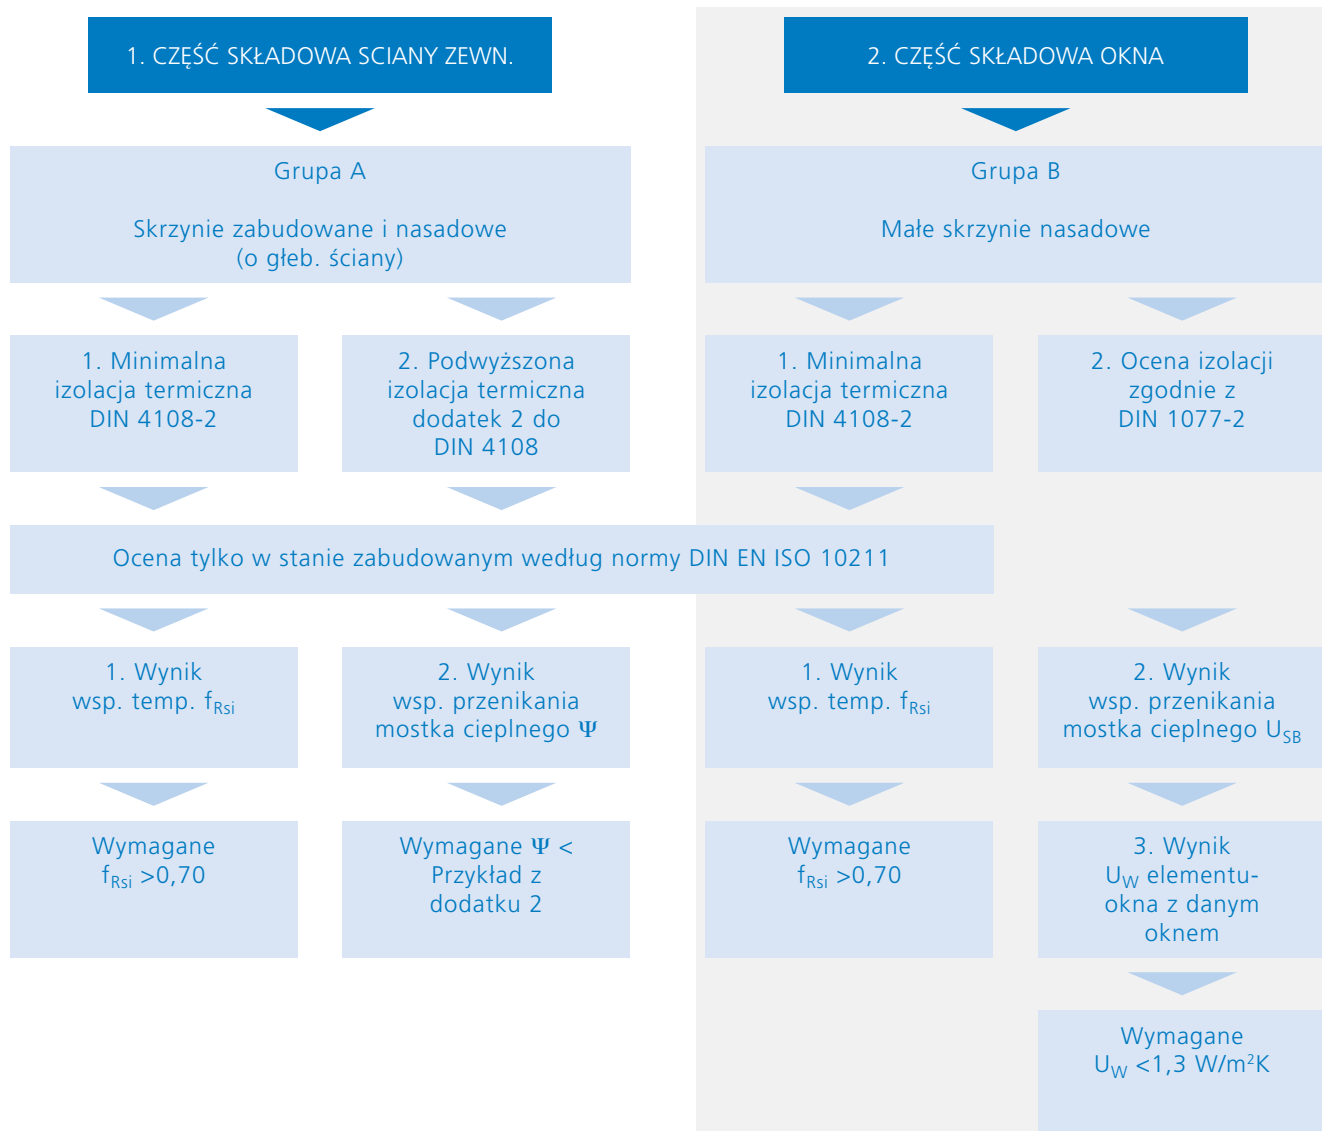 1. CZĘŚĆ SKŁADOWA SCIANY ZEWN.
Grupa A
Skrzynie zabudowane i nasadowe
(o głeb. ściany)
1. Minimalna
izolacja termiczna
DIN 4108-2
2. Podwyższona
izolacja termiczna
dodatek 2 do
DIN 4108
2. CZĘŚĆ SKŁADOWA OKNA
Grupa B
Małe skrzynie nasadowe
1. Minimalna
izolacja termiczna
DIN 4108-2
2. Ocena izolacji
zgodnie z
DIN 1077-2
Ocena tylko w stanie zabudowanym według normy DIN EN ISO 10211
1. Wynik
wsp. temp. fRsi
2. Wynik
wsp. przenikania
mostka cieplnego Ψ
1. Wynik
wsp. temp. fRsi
2. Wynik
wsp. przenikania
mostka cieplnego USB
Wymagane
fRsi >0,70
Wymagane Ψ <
Przykład z
dodatku 2
Wymagane
fRsi >0,70
3. Wynik
UW elementu-
okna z danym
oknem
Wymagane
UW <1,3 W/m²K